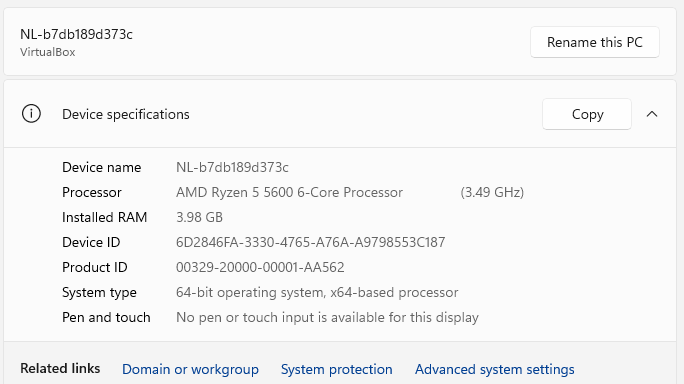 NL-b7db189d373c
VirtualBox
Rename this PC
Device specifications
Copy
Device name NL-b7db189d373c
Processor AMD Ryzen 5 5600 6-Core Processor (3.49 GHz)
Installed RAM 3.98 GB
Device ID 6D2846FA-3330-4765-A76A-A9798553C187
Product ID 00329-20000-00001-AA562
System type 64-bit operating system, x64-based processor
Pen and touch No pen or touch input is available for this display
Related links Domain or workgroup System protection Advanced system settings